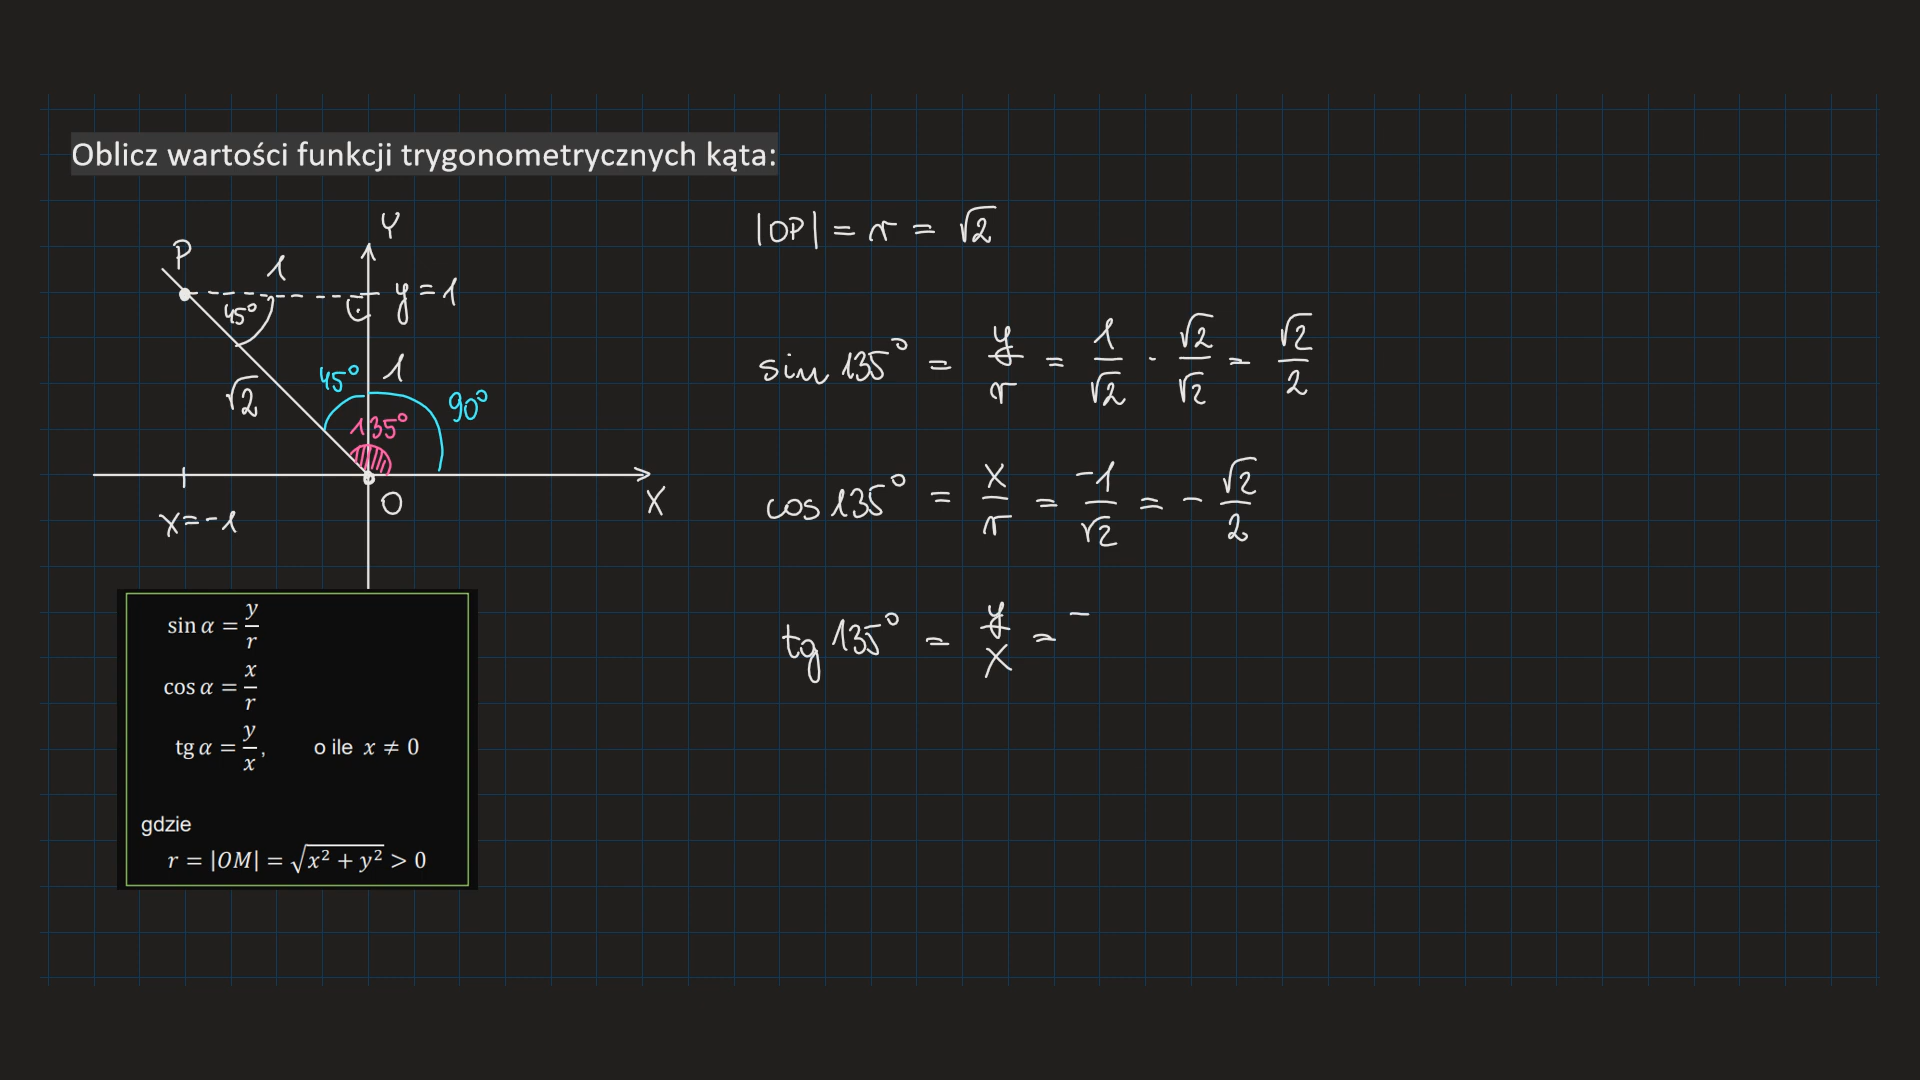 Oblicz wartości funkcji trygonometrycznych kąta:
Y
P
1
y = 1
45°
45°
1
√2
135°
90°
x = -1
O
X
sin α = y/r
cos α = x/r
tg α = y/x, o ile x ≠ 0
gdzie
r = |OM| = √(x² + y²) > 0
|OP| = r = √2
sin 135° = y/r = 1/√2 · √2/√2 = √2/2
cos 135° = x/r = -1/√2 = - √2/2
tg 135° = y/x = -